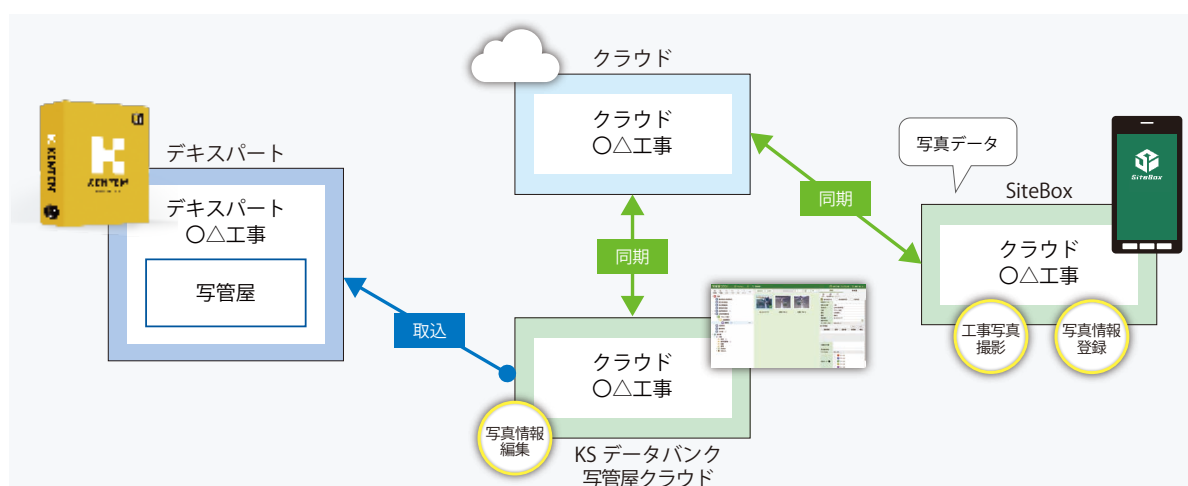 クラウド
クラウド
〇△工事
写真データ
SiteBox
SiteBox
クラウド
〇△工事
工事写真
撮影
写真情報
登録
同期
同期
デキスパート
KENTEM
KENTEM
デキスパート
〇△工事
写管屋
取込
クラウド
〇△工事
写真情報
編集
KS データバンク
写管屋クラウド